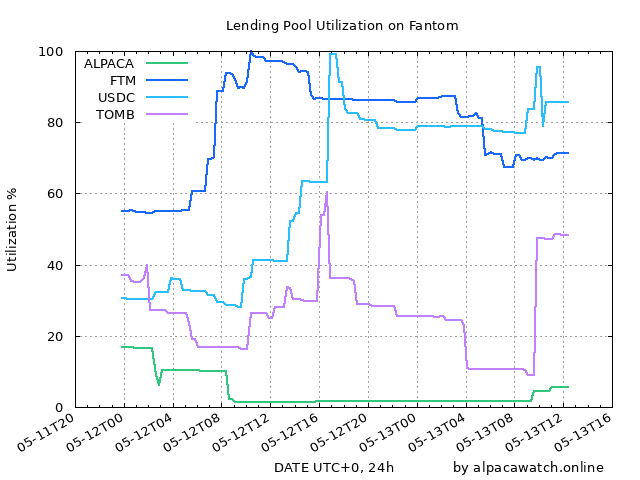 Lending Pool Utilization on Fantom
ALPACA
FTM
USDC
TOMB
Utilization %
100
80
60
40
20
0
05-11T20
05-12T00
05-12T04
05-12T08
05-12T12
05-12T16
05-12T20
05-13T00
05-13T04
05-13T08
05-13T12
05-13T16
DATE UTC+0, 24h
by alpacawatch.online